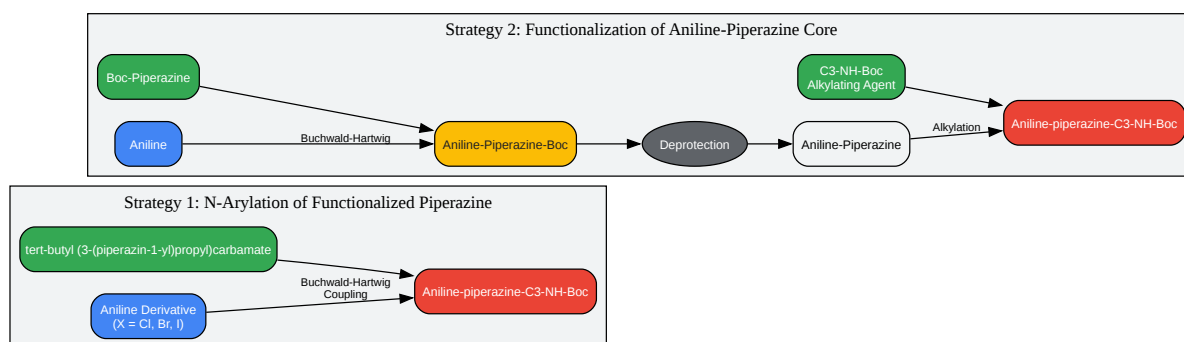 Strategy 2: Functionalization of Aniline-Piperazine Core
Boc-Piperazine
C3-NH-Boc
Alkylating Agent
Aniline
Buchwald-Hartwig
Aniline-Piperazine-Boc
Deprotection
Aniline-Piperazine
Alkylation
Aniline-piperazine-C3-NH-Boc
Strategy 1: N-Arylation of Functionalized Piperazine
tert-butyl (3-(piperazin-1-yl)propyl)carbamate
Buchwald-Hartwig
Coupling
Aniline-piperazine-C3-NH-Boc
Aniline Derivative
(X = Cl, Br, I)